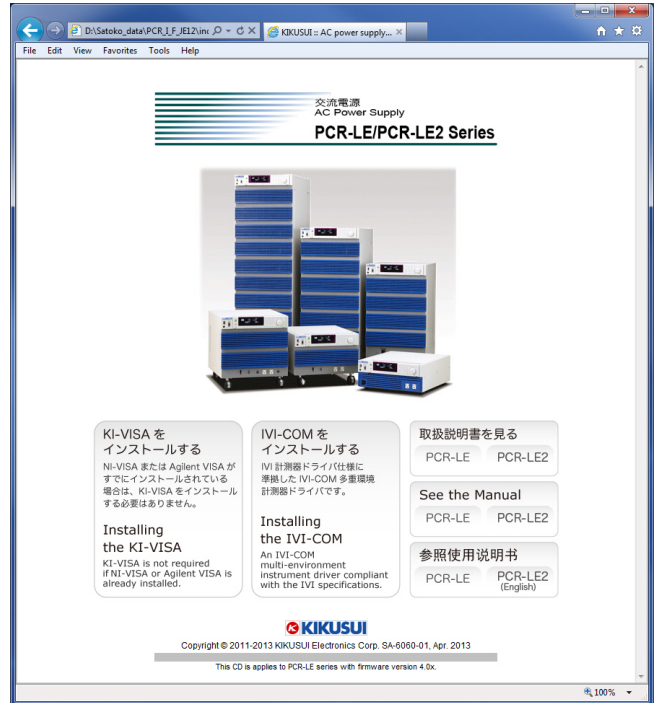 D:\Satoko_data\PCR_I_F_JE12\in
KIKUSUI :: AC power supply...
File Edit View Favorites Tools Help
交流電源
AC Power Supply
PCR-LE/PCR-LE2 Series
KI-VISA を
インストールする
NI-VISA または Agilent VISA が
すでにインストールされている
場合は、KI-VISA をインストール
する必要はありません。
Installing
the KI-VISA
KI-VISA is not required
if NI-VISA or Agilent VISA is
already installed.
IVI-COM を
インストールする
IVI 計測器ドライバ仕様に
準拠した IVI-COM 多重環境
計測器ドライバです。
Installing
the IVI-COM
An IVI-COM
multi-environment
instrument driver compliant
with the IVI specifications.
取扱説明書を見る
PCR-LE PCR-LE2
See the Manual
PCR-LE PCR-LE2
参照使用说明书
PCR-LE PCR-LE2
(English)
KIKUSUI
Copyright © 2011-2013 KIKUSUI Electronics Corp. SA-6060-01, Apr. 2013
This CD is applies to PCR-LE series with firmware version 4.0x.
100%